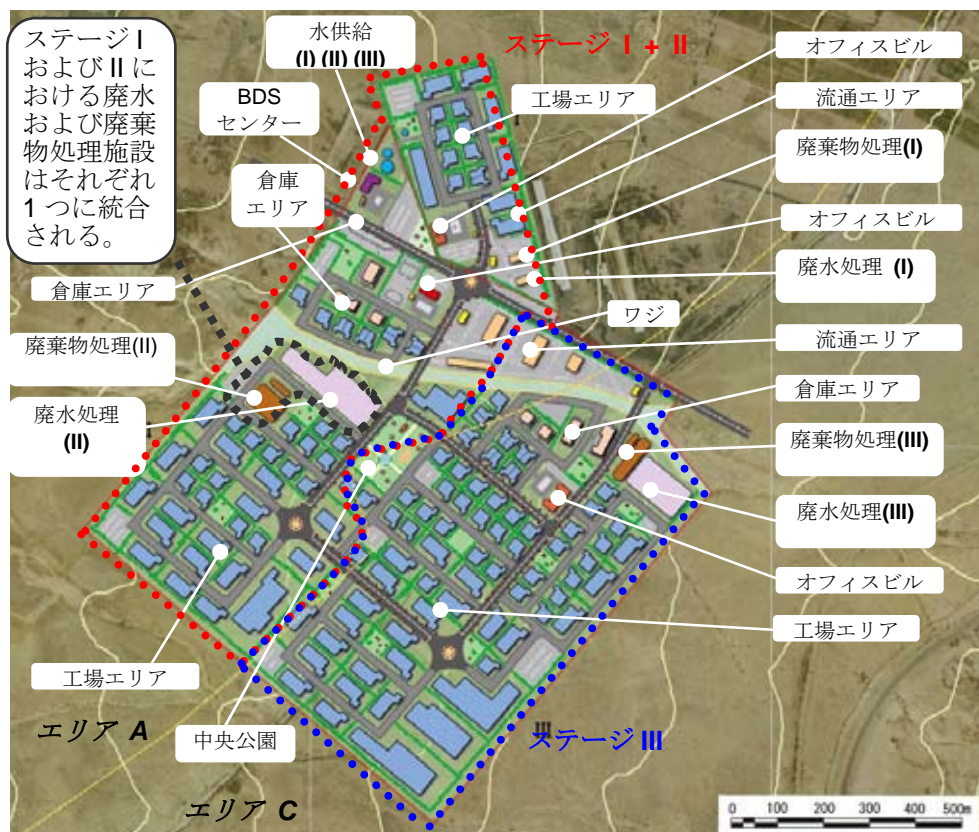 ステージ I
および II に
おける廃水
および廃棄
物処理施設
はそれぞれ
1 つに統合
される。
水供給
(I) (II) (III)
ステージ I + II
オフィスビル
BDS
センター
工場エリア
流通エリア
倉庫
エリア
廃棄物処理(I)
オフィスビル
倉庫エリア
廃水処理 (I)
ワジ
廃棄物処理(II)
流通エリア
倉庫エリア
廃水処理
(II)
廃棄物処理(III)
廃水処理(III)
オフィスビル
工場エリア
工場エリア
エリア A
中央公園
III
ステージ III
エリア C
0 100 200 300 400 500m